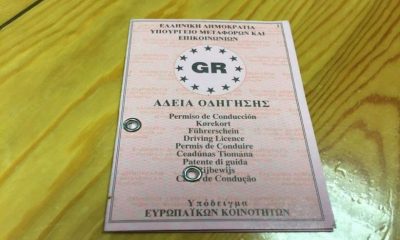 ΕΛΛΗΝΙΚΗ ΔΗΜΟΚΡΑΤΙΑ
ΥΠΟΥΡΓΕΙΟ ΜΕΤΑΦΟΡΩΝ ΚΑΙ
ΕΠΙΚΟΙΝΩΝΙΩΝ
GR
ΑΔΕΙΑ ΟΔΗΓΗΣΗΣ
Permiso de Conducción
Kørekort
Führerschein
Driving Licence
Permis de Conduire
Ceadúnas Tiomána
Patente di guida
de Condução
Υπόδειγμα
ΕΥΡΩΠΑΪΚΩΝ ΚΟΙΝΟΤΗΤΩΝ